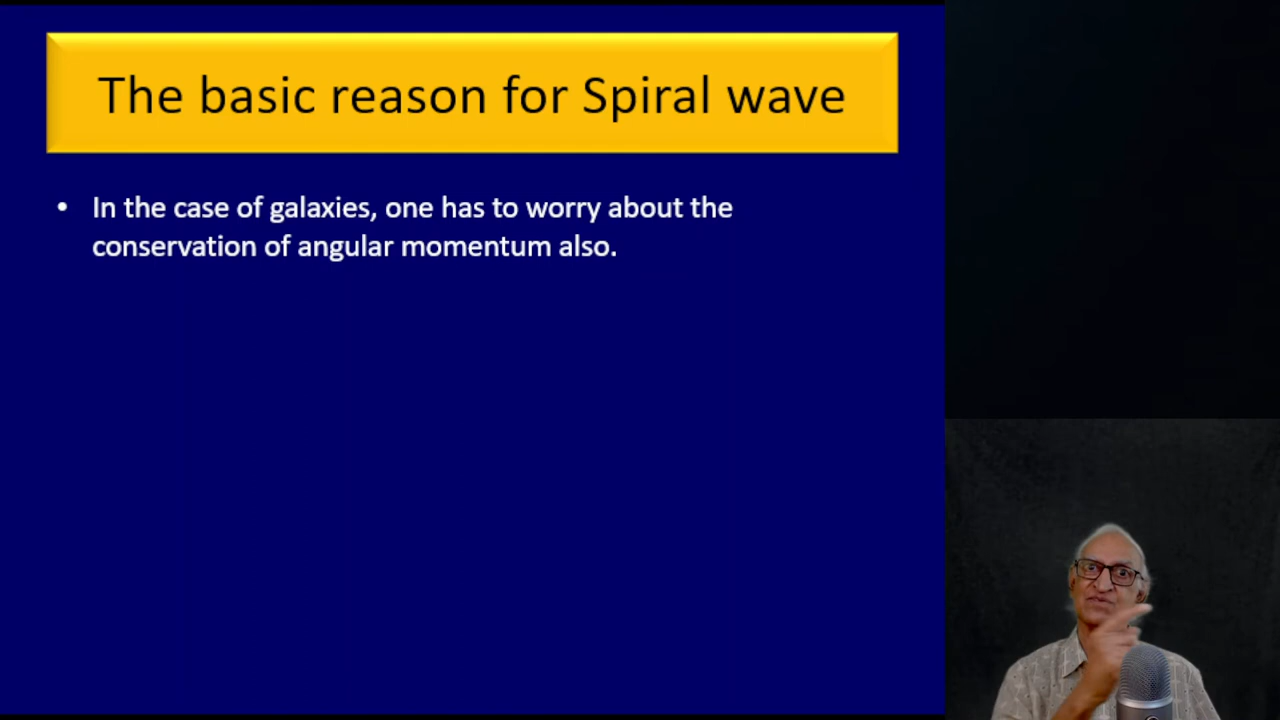 The basic reason for Spiral wave
• In the case of galaxies, one has to worry about the
conservation of angular momentum also.